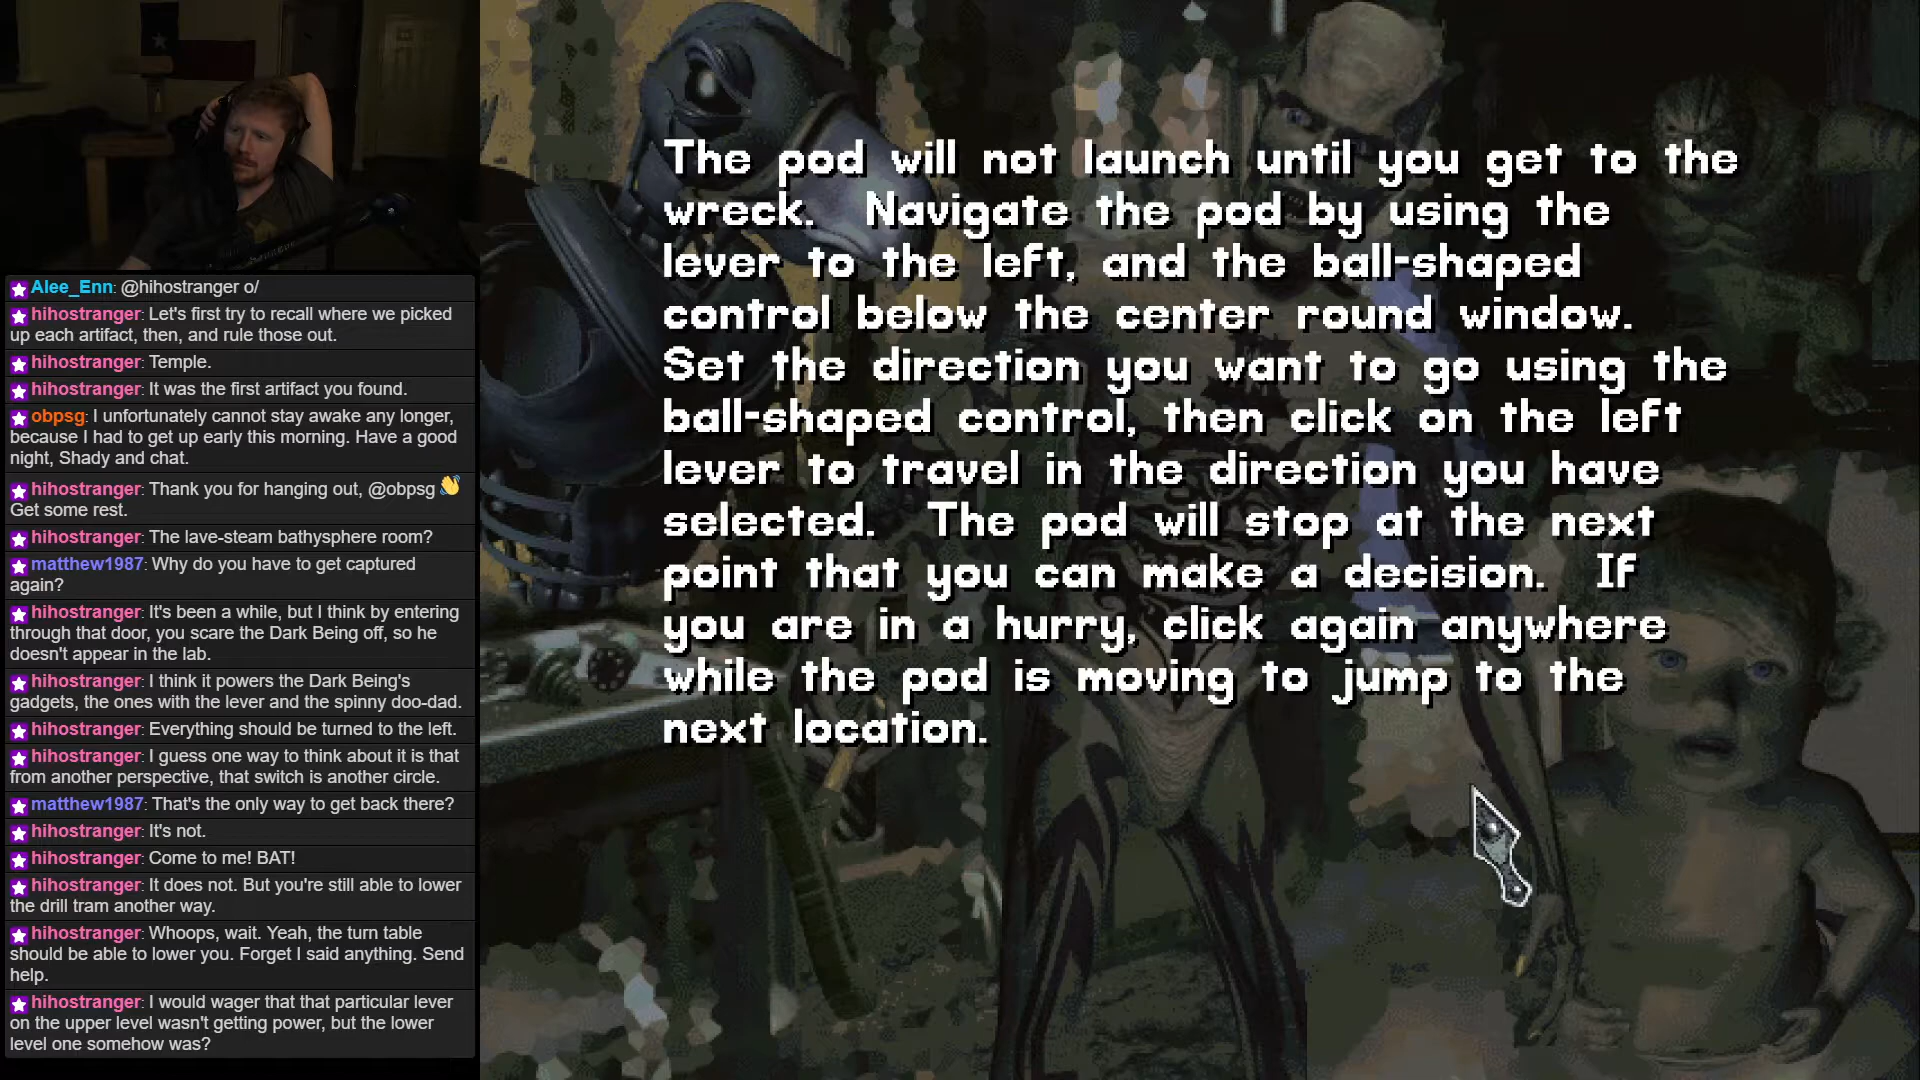 Alee_Enn: @hihostranger o/
hihostranger: Let's first try to recall where we picked
up each artifact, then, and rule those out.
hihostranger: Temple.
hihostranger: It was the first artifact you found.
obpsg: I unfortunately cannot stay awake any longer,
because I had to get up early this morning. Have a good
night, Shady and chat.
hihostranger: Thank you for hanging out, @obpsg 👋
Get some rest.
hihostranger: The lave-steam bathysphere room?
matthew1987: Why do you have to get captured
again?
hihostranger: It's been a while, but I think by entering
through that door, you scare the Dark Being off, so he
doesn't appear in the lab.
hihostranger: I think it powers the Dark Being's
gadgets, the ones with the lever and the spinny doo-dad.
hihostranger: Everything should be turned to the left.
hihostranger: I guess one way to think about it is that
from another perspective, that switch is another circle.
matthew1987: That's the only way to get back there?
hihostranger: It's not.
hihostranger: Come to me! BAT!
hihostranger: It does not. But you're still able to lower
the drill tram another way.
hihostranger: Whoops, wait. Yeah, the turn table
should be able to lower you. Forget I said anything. Send
help.
hihostranger: I would wager that that particular lever
on the upper level wasn't getting power, but the lower
level one somehow was?
The pod will not launch until you get to the
wreck. Navigate the pod by using the
lever to the left, and the ball-shaped
control below the center round window.
Set the direction you want to go using the
ball-shaped control, then click on the left
lever to travel in the direction you have
selected. The pod will stop at the next
point that you can make a decision. If
you are in a hurry, click again anywhere
while the pod is moving to jump to the
next location.